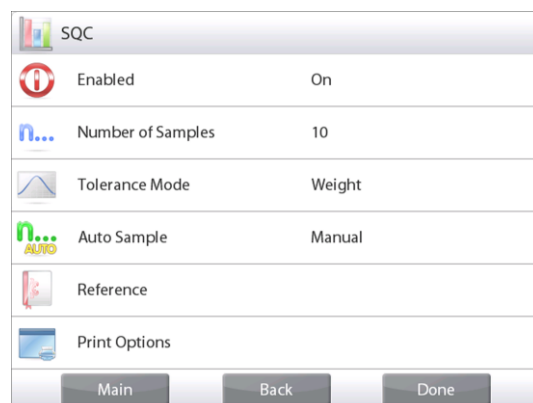 SQC
Enabled On
n... Number of Samples 10
Tolerance Mode Weight
n... AUTO Auto Sample Manual
Reference
Print Options
Main Back Done